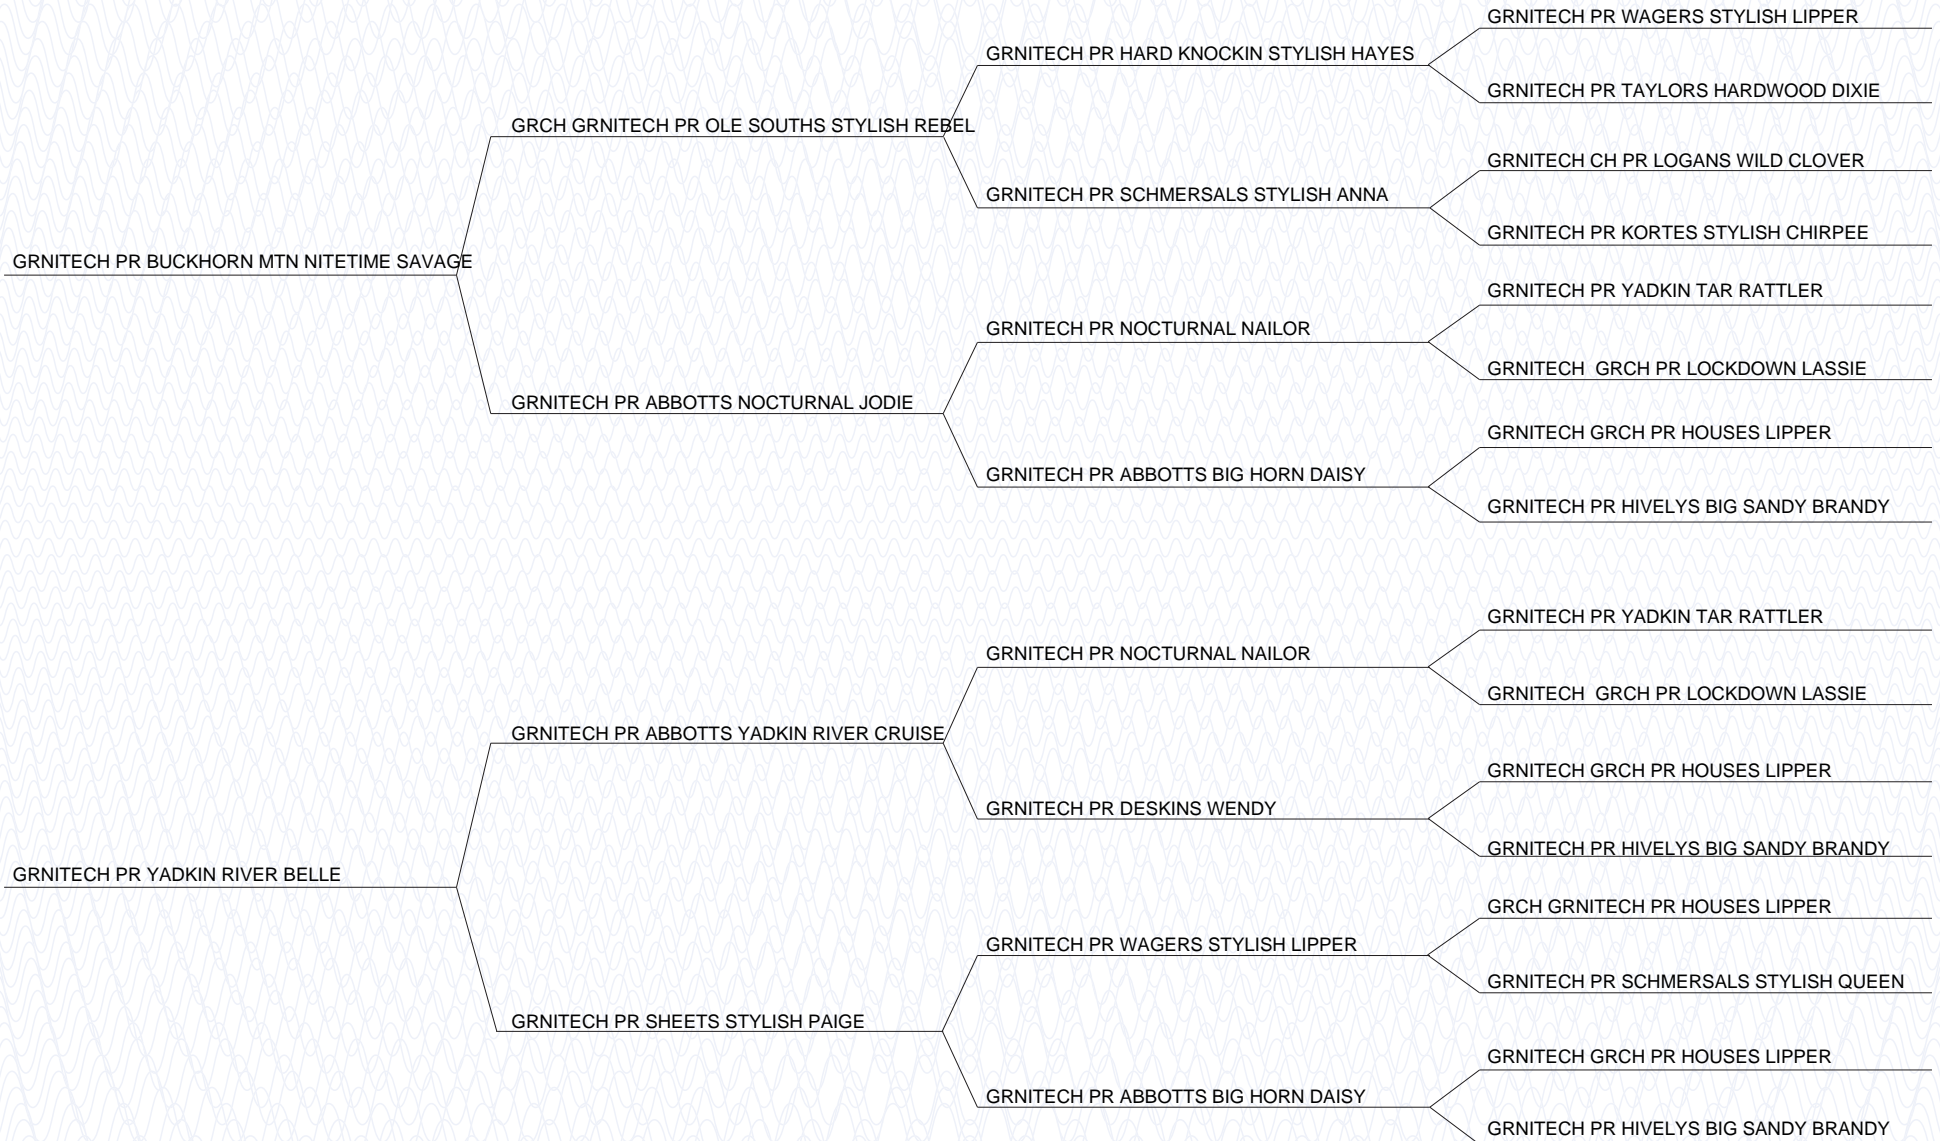 GRNITECH PR WAGERS STYLISH LIPPER
GRNITECH PR HARD KNOCKIN STYLISH HAYES
GRNITECH PR TAYLORS HARDWOOD DIXIE
GRCH GRNITECH PR OLE SOUTHS STYLISH REBEL
GRNITECH CH PR LOGANS WILD CLOVER
GRNITECH PR SCHMERSALS STYLISH ANNA
GRNITECH PR KORTES STYLISH CHIRPEE
GRNITECH PR BUCKHORN MTN NITETIME SAVAGE
GRNITECH PR YADKIN TAR RATTLER
GRNITECH PR NOCTURNAL NAILOR
GRNITECH  GRCH PR LOCKDOWN LASSIE
GRNITECH PR ABBOTTS NOCTURNAL JODIE
GRNITECH GRCH PR HOUSES LIPPER
GRNITECH PR ABBOTTS BIG HORN DAISY
GRNITECH PR HIVELYS BIG SANDY BRANDY
GRNITECH PR YADKIN TAR RATTLER
GRNITECH PR NOCTURNAL NAILOR
GRNITECH  GRCH PR LOCKDOWN LASSIE
GRNITECH PR ABBOTTS YADKIN RIVER CRUISE
GRNITECH GRCH PR HOUSES LIPPER
GRNITECH PR DESKINS WENDY
GRNITECH PR HIVELYS BIG SANDY BRANDY
GRNITECH PR YADKIN RIVER BELLE
GRCH GRNITECH PR HOUSES LIPPER
GRNITECH PR WAGERS STYLISH LIPPER
GRNITECH PR SCHMERSALS STYLISH QUEEN
GRNITECH PR SHEETS STYLISH PAIGE
GRNITECH GRCH PR HOUSES LIPPER
GRNITECH PR ABBOTTS BIG HORN DAISY
GRNITECH PR HIVELYS BIG SANDY BRANDY